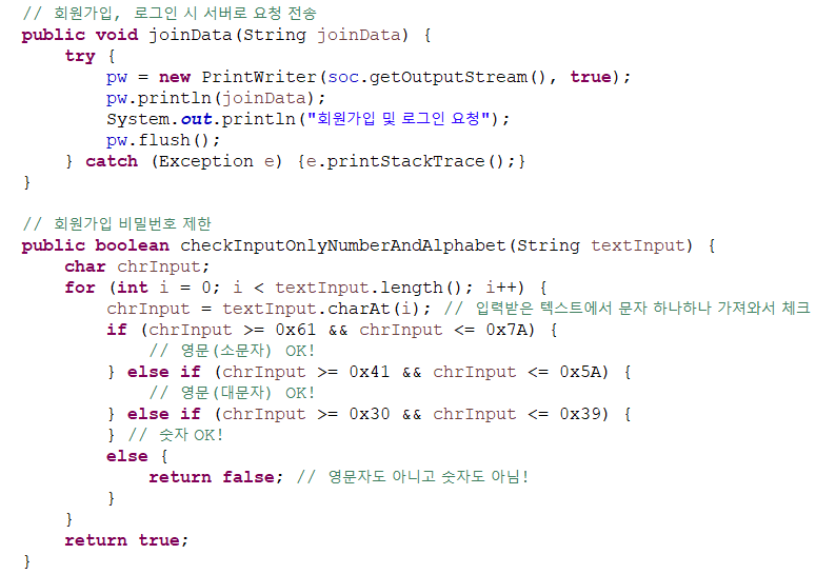 // 회원가입, 로그인 시 서버로 요청 전송
public void joinData(String joinData) {
    try {
        pw = new PrintWriter(soc.getOutputStream(), true);
        pw.println(joinData);
        System.out.println("회원가입 및 로그인 요청");
        pw.flush();
    } catch (Exception e) {e.printStackTrace();}
}

// 회원가입 비밀번호 제한
public boolean checkInputOnlyNumberAndAlphabet(String textInput) {
    char chrInput;
    for (int i = 0; i < textInput.length(); i++) {
        chrInput = textInput.charAt(i); // 입력받은 텍스트에서 문자 하나하나 가져와서 체크
        if (chrInput >= 0x61 && chrInput <= 0x7A) {
            // 영문(소문자) OK!
        } else if (chrInput >= 0x41 && chrInput <= 0x5A) {
            // 영문(대문자) OK!
        } else if (chrInput >= 0x30 && chrInput <= 0x39) {
        } // 숫자 OK!
        else {
            return false; // 영문자도 아니고 숫자도 아님!
        }
    }
    return true;
}